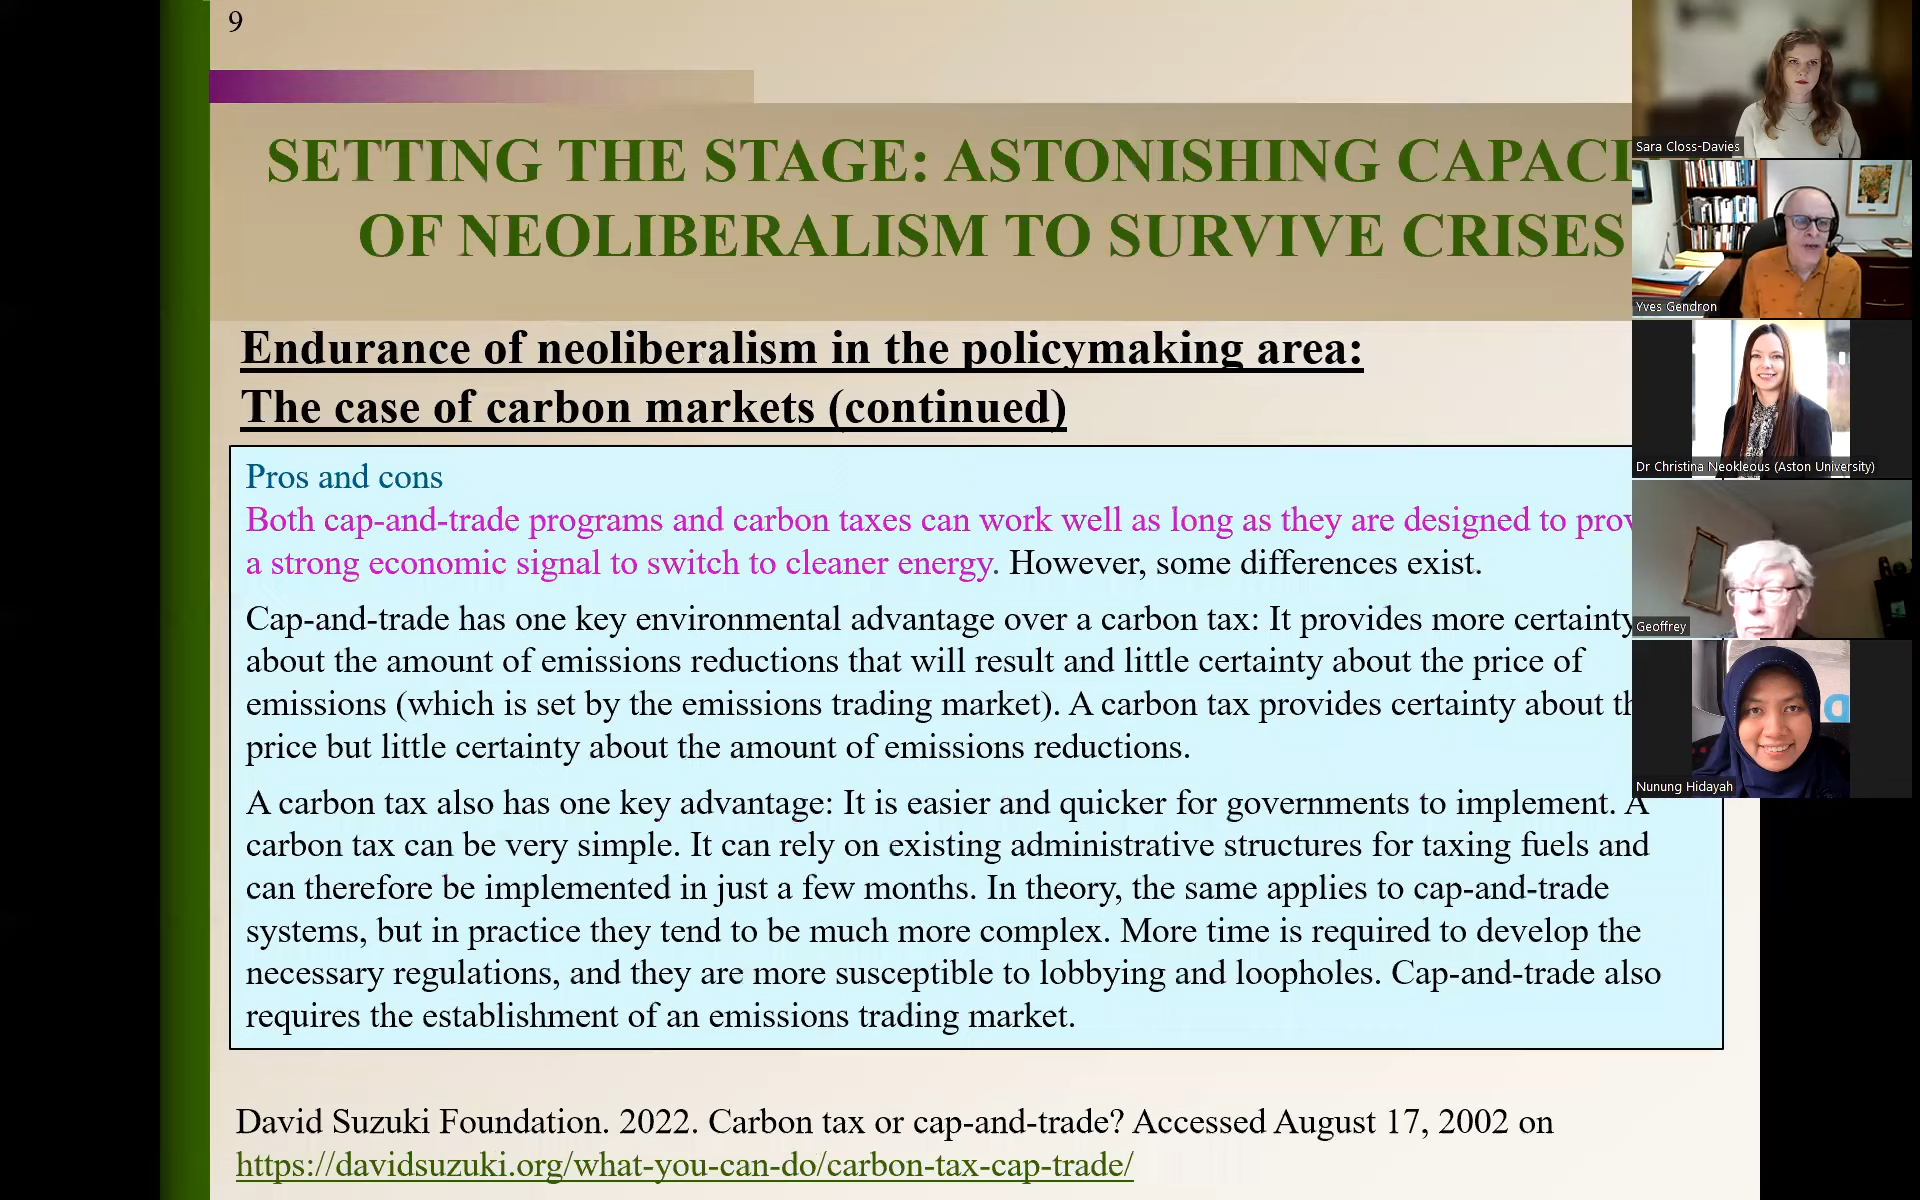 9
SETTING THE STAGE: ASTONISHING
OF NEOLIBERALISM TO SURVIVE CRISES
Endurance of neoliberalism in the policymaking area:
The case of carbon markets (continued)
Pros and cons
Both cap-and-trade programs and carbon taxes can work well as long as they are designed to
a strong economic signal to switch to cleaner energy. However, some differences exist.
Cap-and-trade has one key environmental advantage over a carbon tax: It provides more certainty
about the amount of emissions reductions that will result and little certainty about the price of
emissions (which is set by the emissions trading market). A carbon tax provides certainty about
price but little certainty about the amount of emissions reductions.
A carbon tax also has one key advantage: It is easier and quicker for governments to implement. A
carbon tax can be very simple. It can rely on existing administrative structures for taxing fuels and
can therefore be implemented in just a few months. In theory, the same applies to cap-and-trade
systems, but in practice they tend to be much more complex. More time is required to develop the
necessary regulations, and they are more susceptible to lobbying and loopholes. Cap-and-trade also
requires the establishment of an emissions trading market.
David Suzuki Foundation. 2022. Carbon tax or cap-and-trade? Accessed August 17, 2002 on
https://davidsuzuki.org/what-you-can-do/carbon-tax-cap-trade/
Sara Closs-Davies
Yves Gendron
Dr Christina Neokleous (Aston University)
Geoffrey
Nunung Hidayah